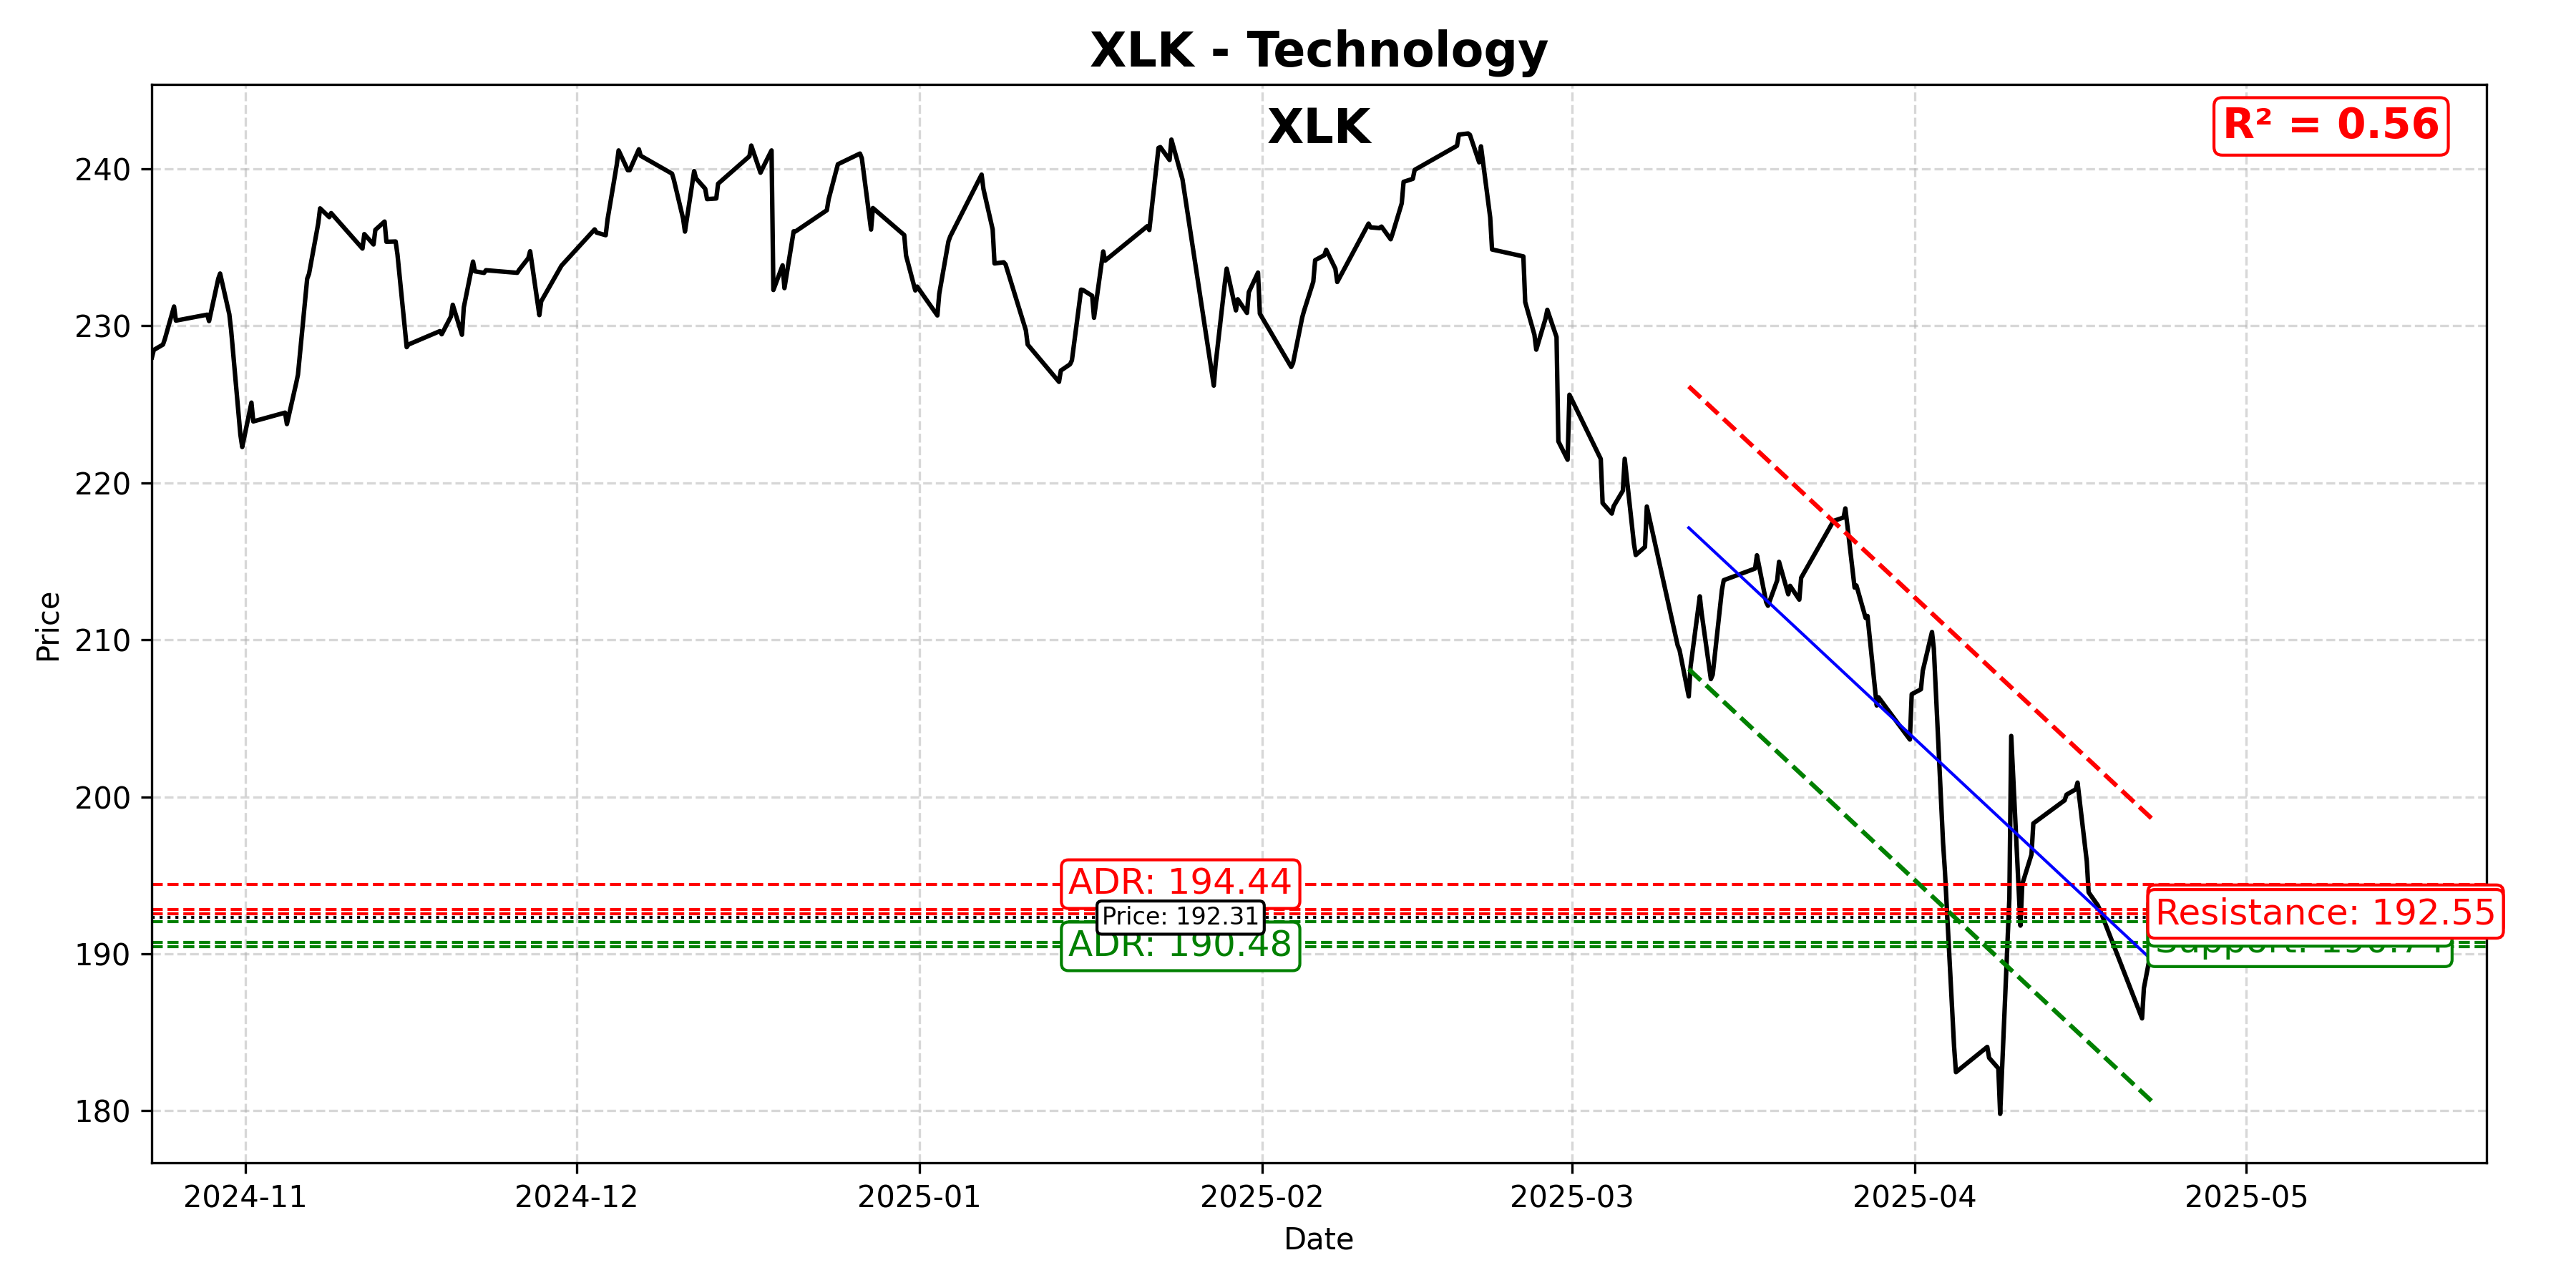 XLK - Technology
XLK
R² = 0.56
240
230
220
210
200
190
180
Price
ADR: 194.44
Price: 192.31
ADR: 190.48
Resistance: 192.55
Support:
2024-11
2024-12
2025-01
2025-02
2025-03
2025-04
2025-05
Date